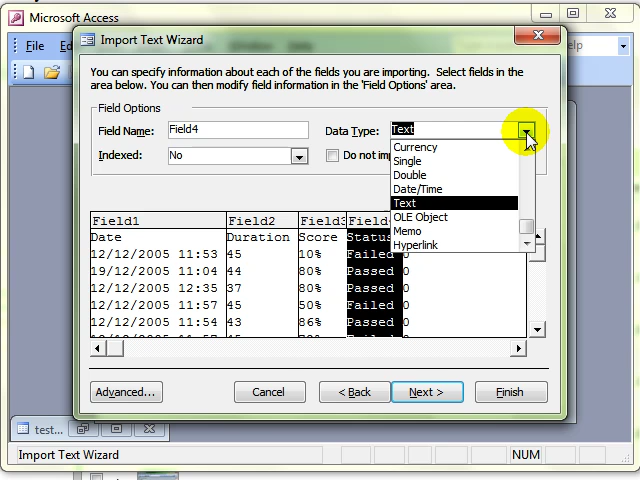 Microsoft Access
File
Edit
elp
Import Text Wizard
You can specify information about each of the fields you are importing. Select fields in the
area below. You can then modify field information in the 'Field Options' area.
Field Options
Field Name: Field4 Data Type: Text
Indexed: No Do not imp
Currency
Single
Double
Date/Time
Text
OLE Object
Memo
Hyperlink
Field1 Field2 Field3 Field
Date Duration Score Status
12/12/2005 11:53 45 10% Failed 0
19/12/2005 11:04 44 80% Passed 0
12/12/2005 12:35 37 80% Passed 0
12/12/2005 11:57 45 50% Failed 0
12/12/2005 11:54 43 86% Passed 0
Advanced... Cancel < Back Next > Finish
test...
Import Text Wizard NUM